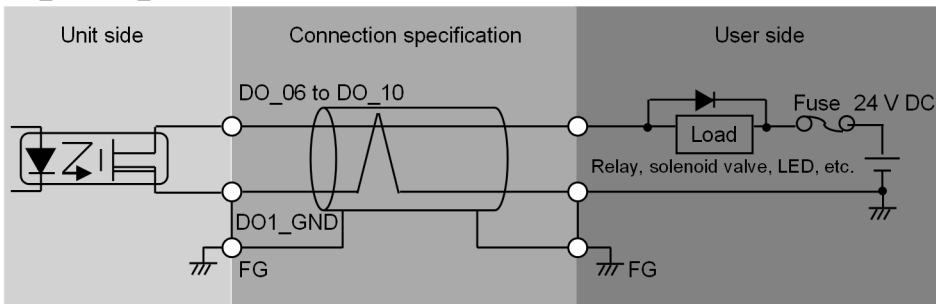 Unit side
Connection specification
User side
DO_06 to DO_10
Fuse 24 V DC
Load
Relay, solenoid valve, LED, etc.
DO1_GND
FG
FG